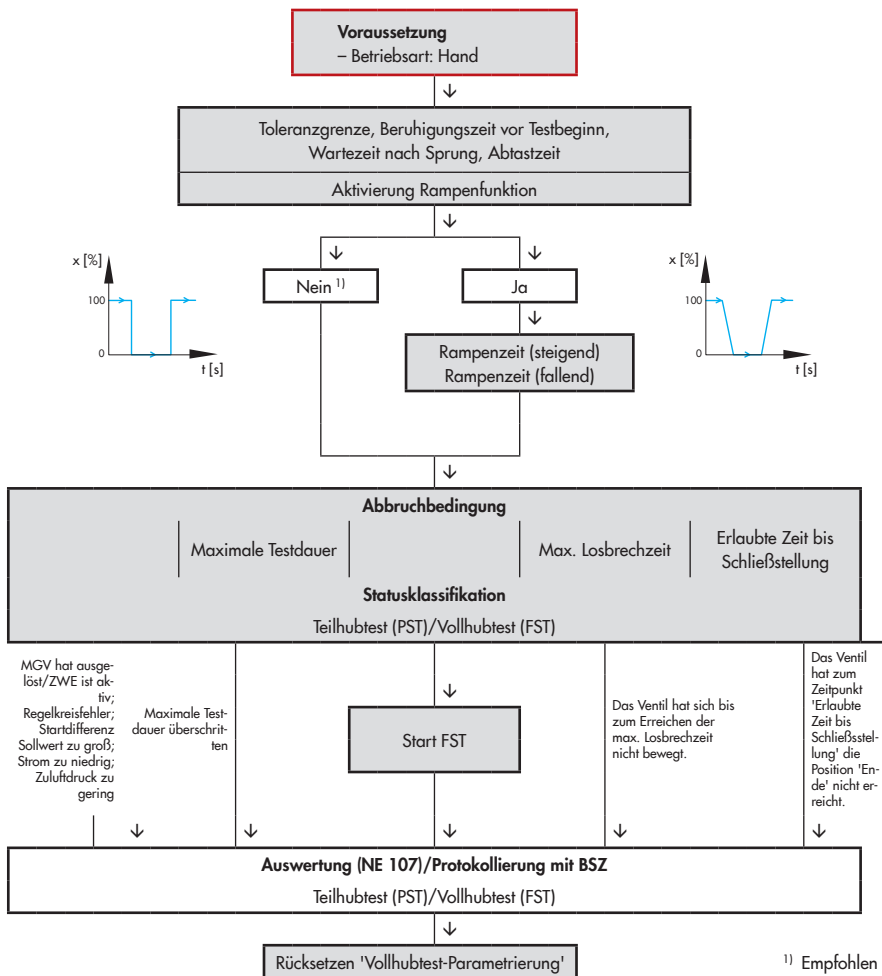 Voraussetzung
– Betriebsart: Hand
Toleranzgrenze, Beruhigungszeit vor Testbeginn,
Wartezeit nach Sprung, Abtastzeit
Aktivierung Rampenfunktion
x [%]
100
0
t [s]
Nein 1)
Ja
Rampenzeit (steigend)
Rampenzeit (fallend)
x [%]
100
0
t [s]
Abbruchbedingung
Maximale Testdauer
Max. Losbrechzeit
Erlaubte Zeit bis
Schließstellung
Statusklassifikation
Teilhubtest (PST)/Vollhubtest (FST)
MGV hat ausge-
löst/ZWE ist ak-
tiv;
Regelkreisfehler;
Startdifferenz
Sollwert zu groß;
Strom zu niedrig;
Zuluftdruck zu
gering
Maximale Test-
dauer überschrit-
ten
Start FST
Das Ventil hat sich bis
zum Erreichen der
max. Losbrechzeit
nicht bewegt.
Das Ventil
hat zum
Zeitpunkt
'Erlaubte
Zeit bis
Schließsstel-
lung' die
Position 'En-
de' nicht er-
reicht.
Auswertung (NE 107)/Protokollierung mit BSZ
Teilhubtest (PST)/Vollhubtest (FST)
Rücksetzen 'Vollhubtest-Parametrierung'
1) Empfohlen